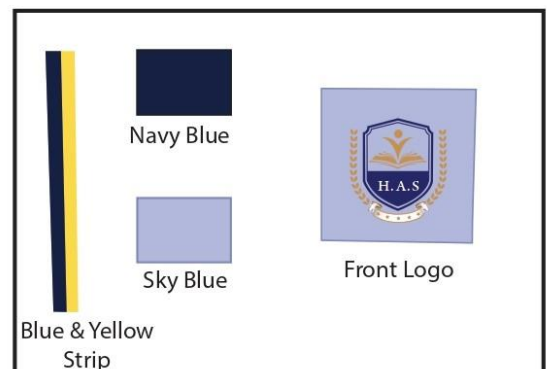 Navy Blue
Sky Blue
Blue & Yellow
Strip
H.A.S
Front Logo